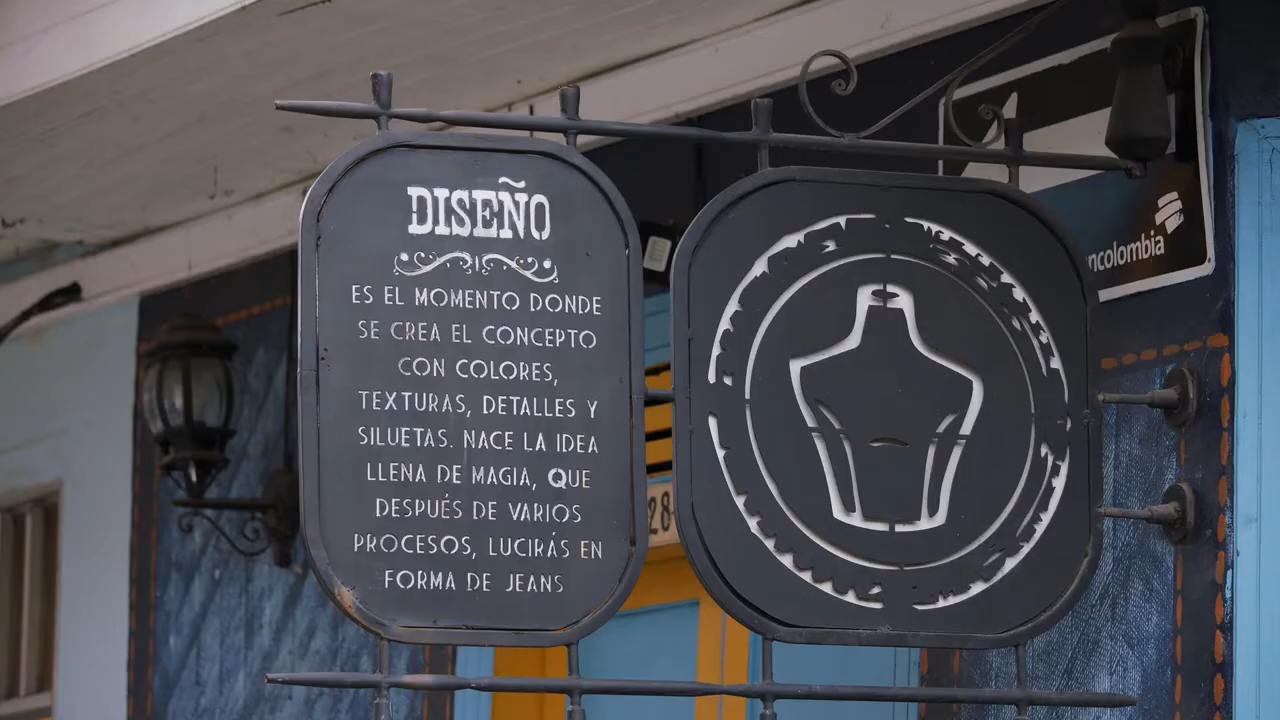 DISEÑO
ES EL MOMENTO DONDE
SE CREA EL CONCEPTO
CON COLORES,
TEXTURAS, DETALLES Y
SILUETAS. NACE LA IDEA
LLENA DE MAGIA, QUE
DESPUÉS DE VARIOS
PROCESOS, LUCIRÁS EN
FORMA DE JEANS
ncolombia
28